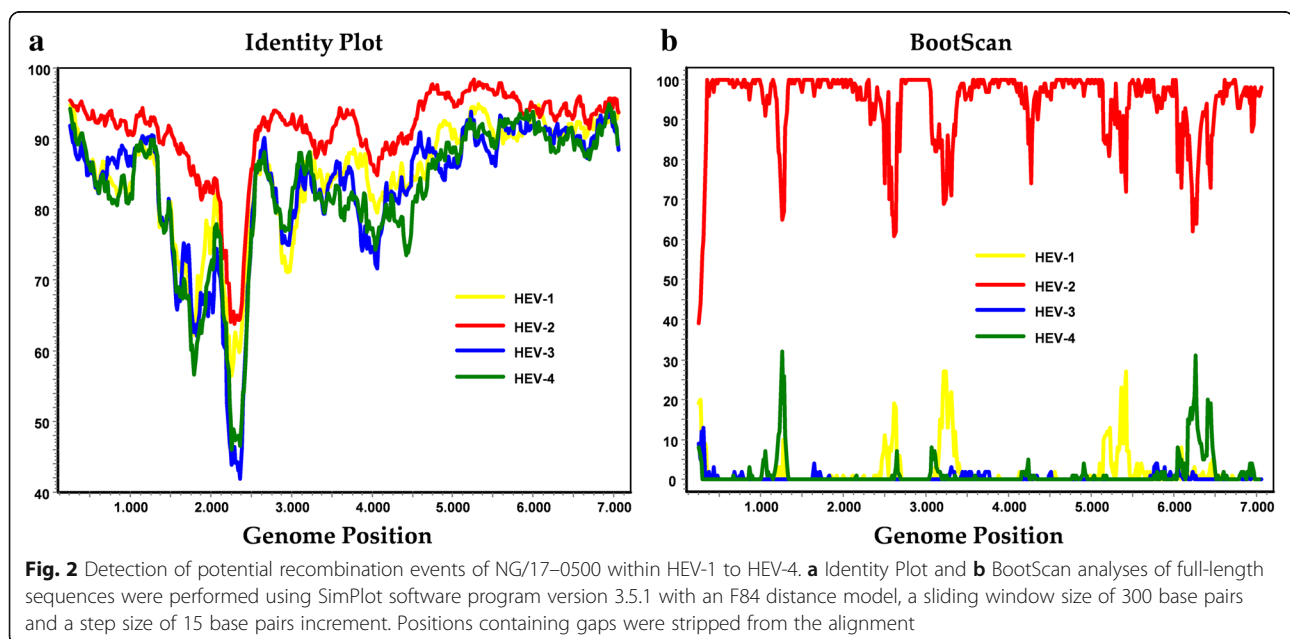 a Identity Plot
100
90
80
70
60
50
40
HEV-1
HEV-2
HEV-3
HEV-4
1.000 2.000 3.000 4.000 5.000 6.000 7.000
Genome Position
b BootScan
100
90
80
70
60
50
40
30
20
10
0
HEV-1
HEV-2
HEV-3
HEV-4
1.000 2.000 3.000 4.000 5.000 6.000 7.000
Genome Position
Fig. 2 Detection of potential recombination events of NG/17–0500 within HEV-1 to HEV-4. a Identity Plot and b BootScan analyses of full-length
sequences were performed using SimPlot software program version 3.5.1 with an F84 distance model, a sliding window size of 300 base pairs
and a step size of 15 base pairs increment. Positions containing gaps were stripped from the alignment